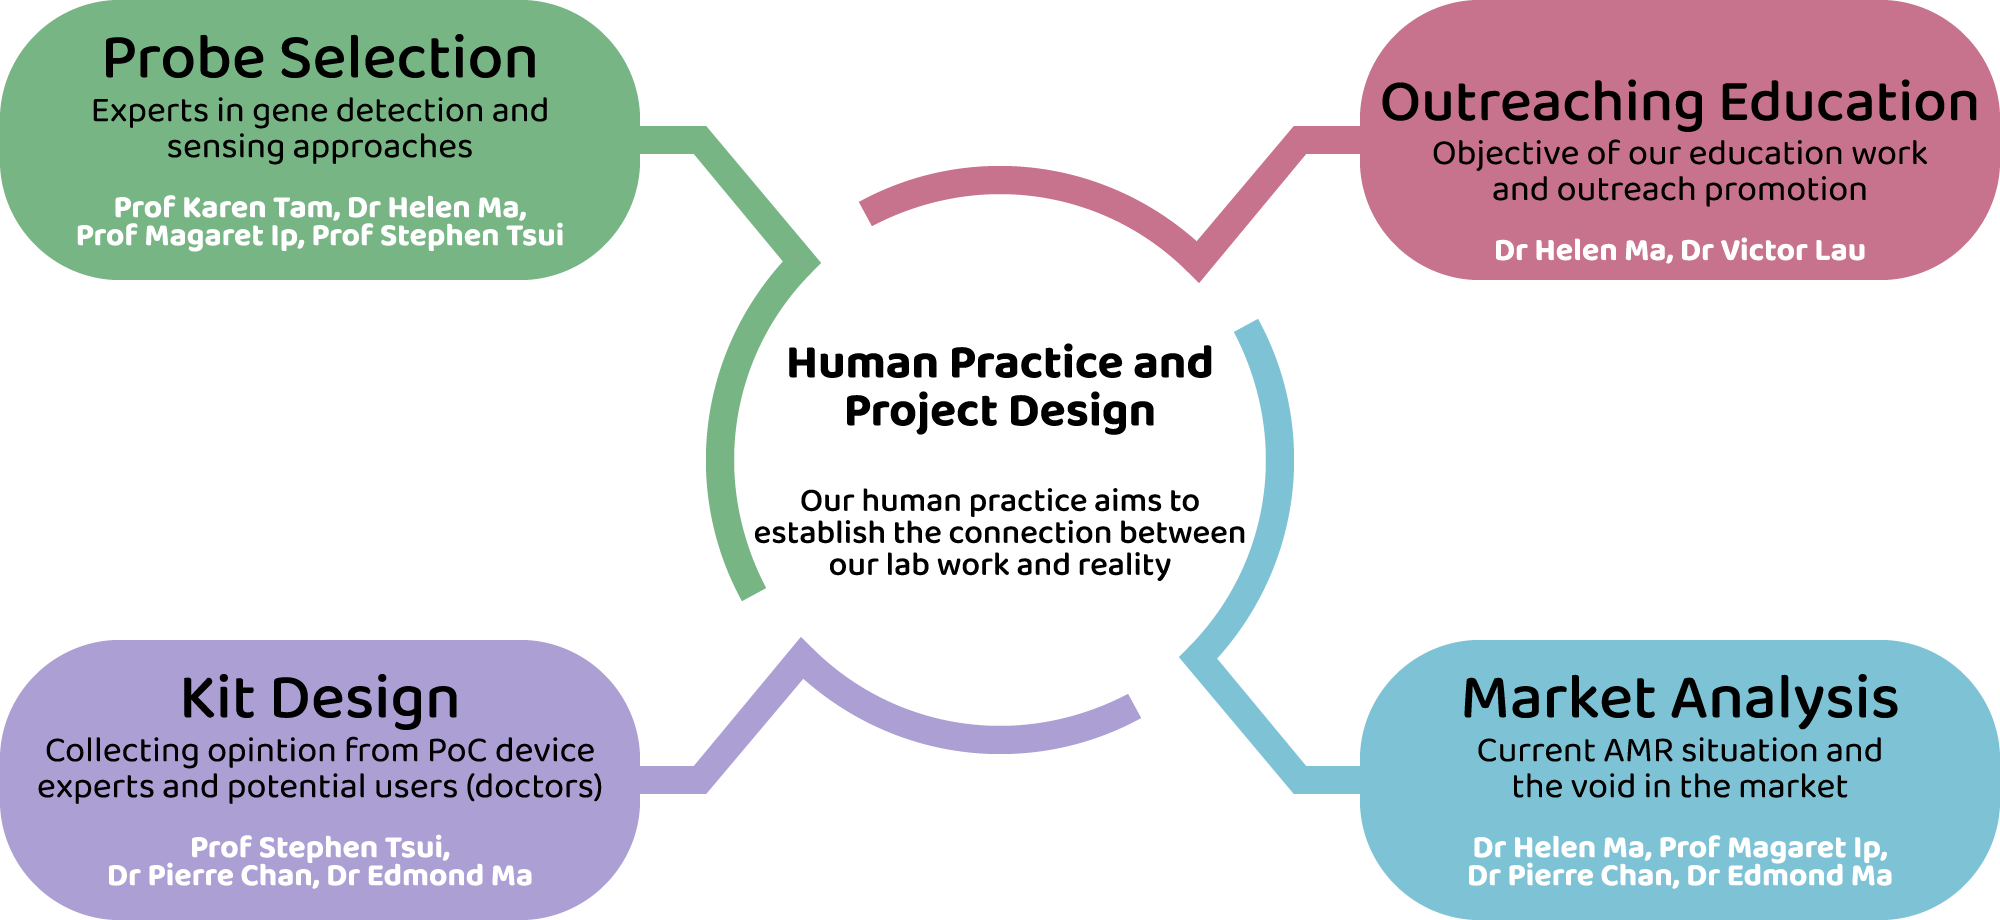 Probe Selection
Experts in gene detection and
sensing approaches
Prof Karen Tam, Dr Helen Ma,
Prof Magaret Ip, Prof Stephen Tsui
Outreaching Education
Objective of our education work
and outreach promotion
Dr Helen Ma, Dr Victor Lau
Human Practice and
Project Design
Our human practice aims to
establish the connection between
our lab work and reality
Kit Design
Collecting opintion from PoC device
experts and potential users (doctors)
Prof Stephen Tsui,
Dr Pierre Chan, Dr Edmond Ma
Market Analysis
Current AMR situation and
the void in the market
Dr Helen Ma, Prof Magaret Ip,
Dr Pierre Chan, Dr Edmond Ma